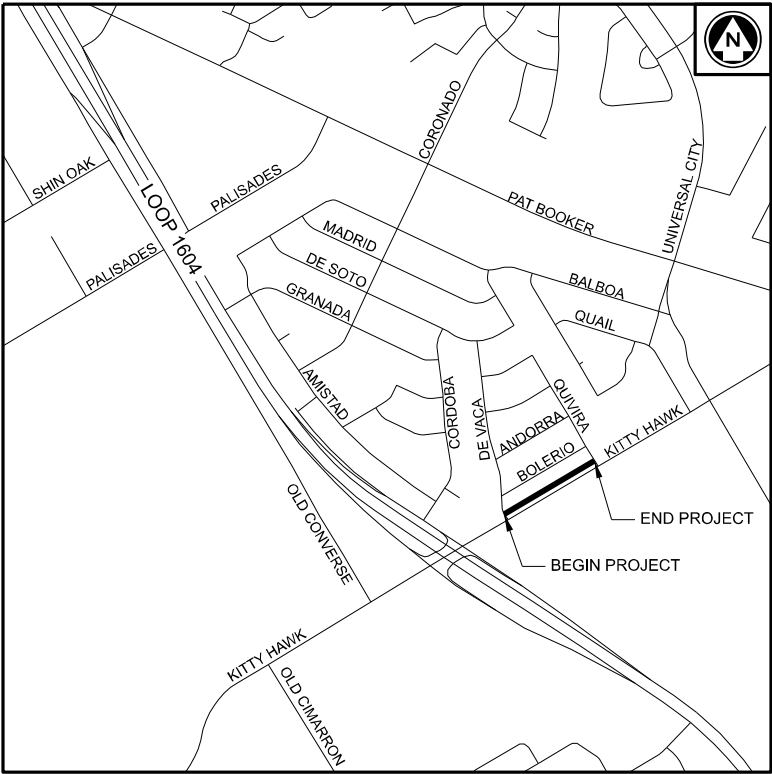 N
CORONADO
SHIN OAK
PALISADES
LOOP 1604
PAT BOOKER
UNIVERSAL CITY
MADRID
PALISADES
DE SOTO
BALBOA
GRANADA
QUAIL
AMISTAD
CORDOBA
DE VACA
QUIVIRA
ANDORRA
KITTY HAWK
BOLERIO
OLD CONVERSE
END PROJECT
BEGIN PROJECT
KITTY HAWK
OLD CIMARRON